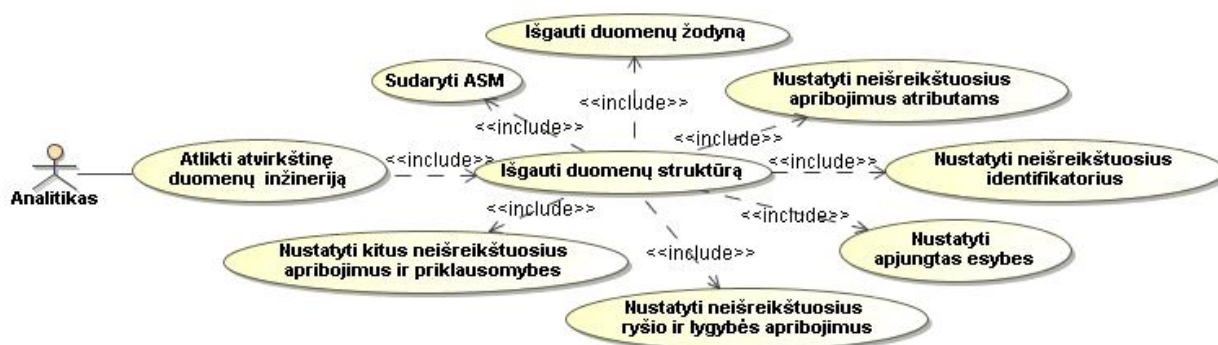 Išgauti duomenų žodyną
Sudaryti ASM
Nustatyti neišreikštuosius
apribojimus atributams
<<include>>
<<include>>
<<include>>
Atlikti atvirkštinę
duomenų inžineriją
<<include>>
Išgauti duomenų struktūrą
<<include>>
Nustatyti neišreikštuosius
identifikatorius
Analitikas
<<include>>
<<include>>
Nustatyti kitus neišreikštuosius
apribojimus ir priklausomybes
<<include>>
Nustatyti
apjungtas esybes
Nustatyti neišreikštuosius
ryšio ir lygybės apribojimus